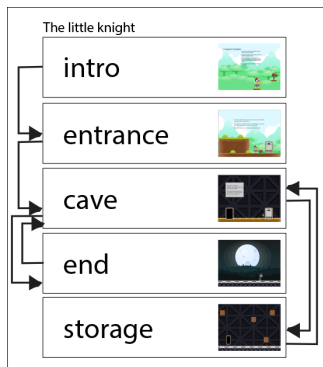 The little knight
intro
entrance
cave
end
storage